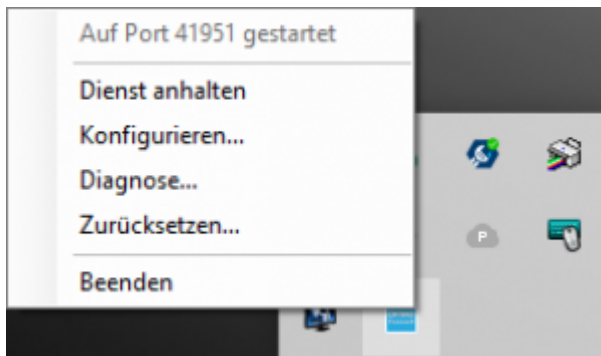 Auf Port 41951 gestartet
Dienst anhalten
Konfigurieren...
Diagnose...
Zurücksetzen...
Beenden
P